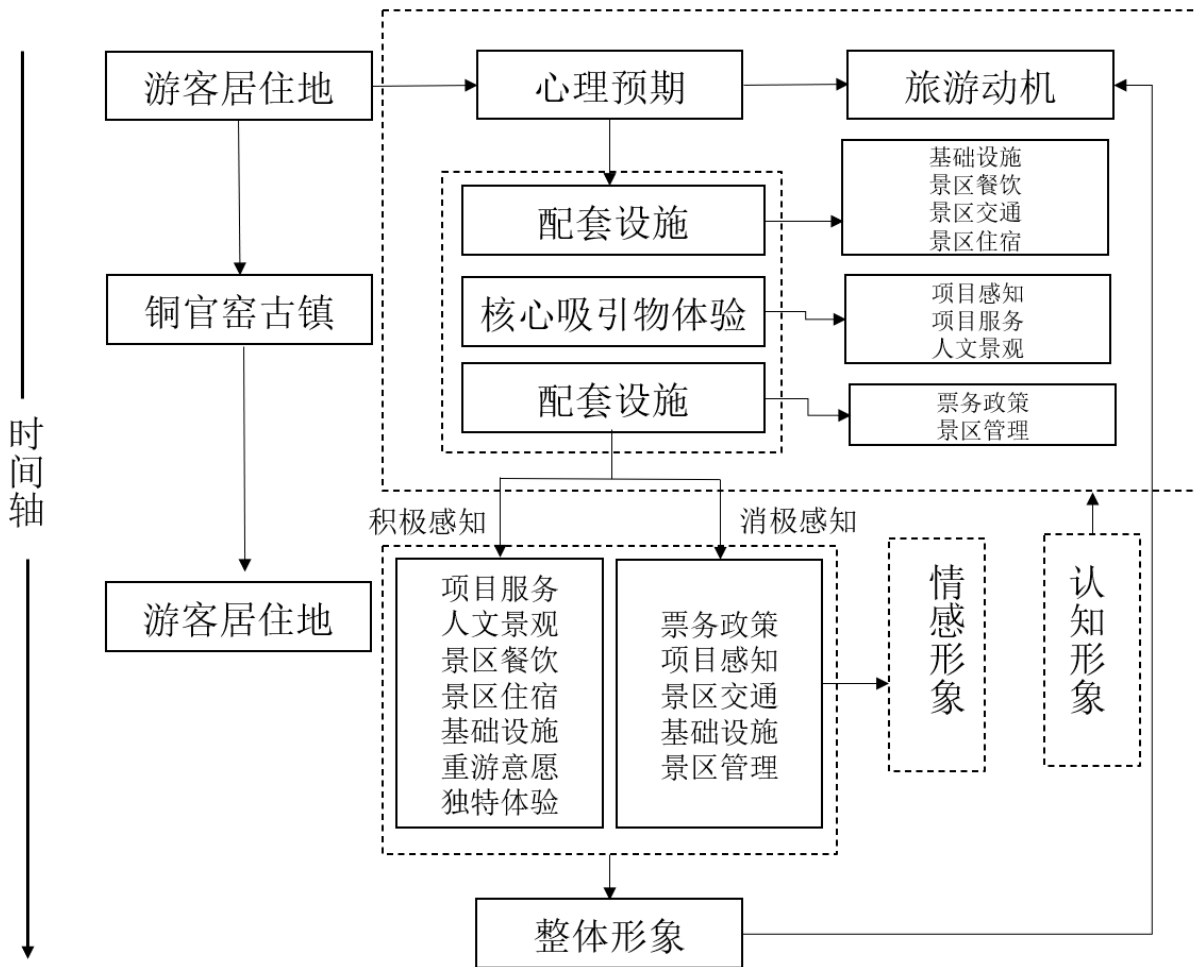 游客居住地
心理预期
旅游动机
基础设施
景区餐饮
景区交通
景区住宿
配套设施
铜官窑古镇
核心吸引物体验
项目感知
项目服务
人文景观
配套设施
票务政策
景区管理
时间轴
积极感知
消极感知
游客居住地
项目服务
人文景观
景区餐饮
景区住宿
基础设施
重游意愿
独特体验
票务政策
项目感知
景区交通
基础设施
景区管理
情感形象
认知形象
整体形象